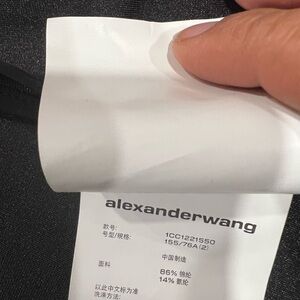 alexanderwang
款号: 1CC1221550
号型/规格: 155/76A(2)
中国制造
面料 86% 锦纶
14% 氨纶
以此中文标为准
洗涤方法: